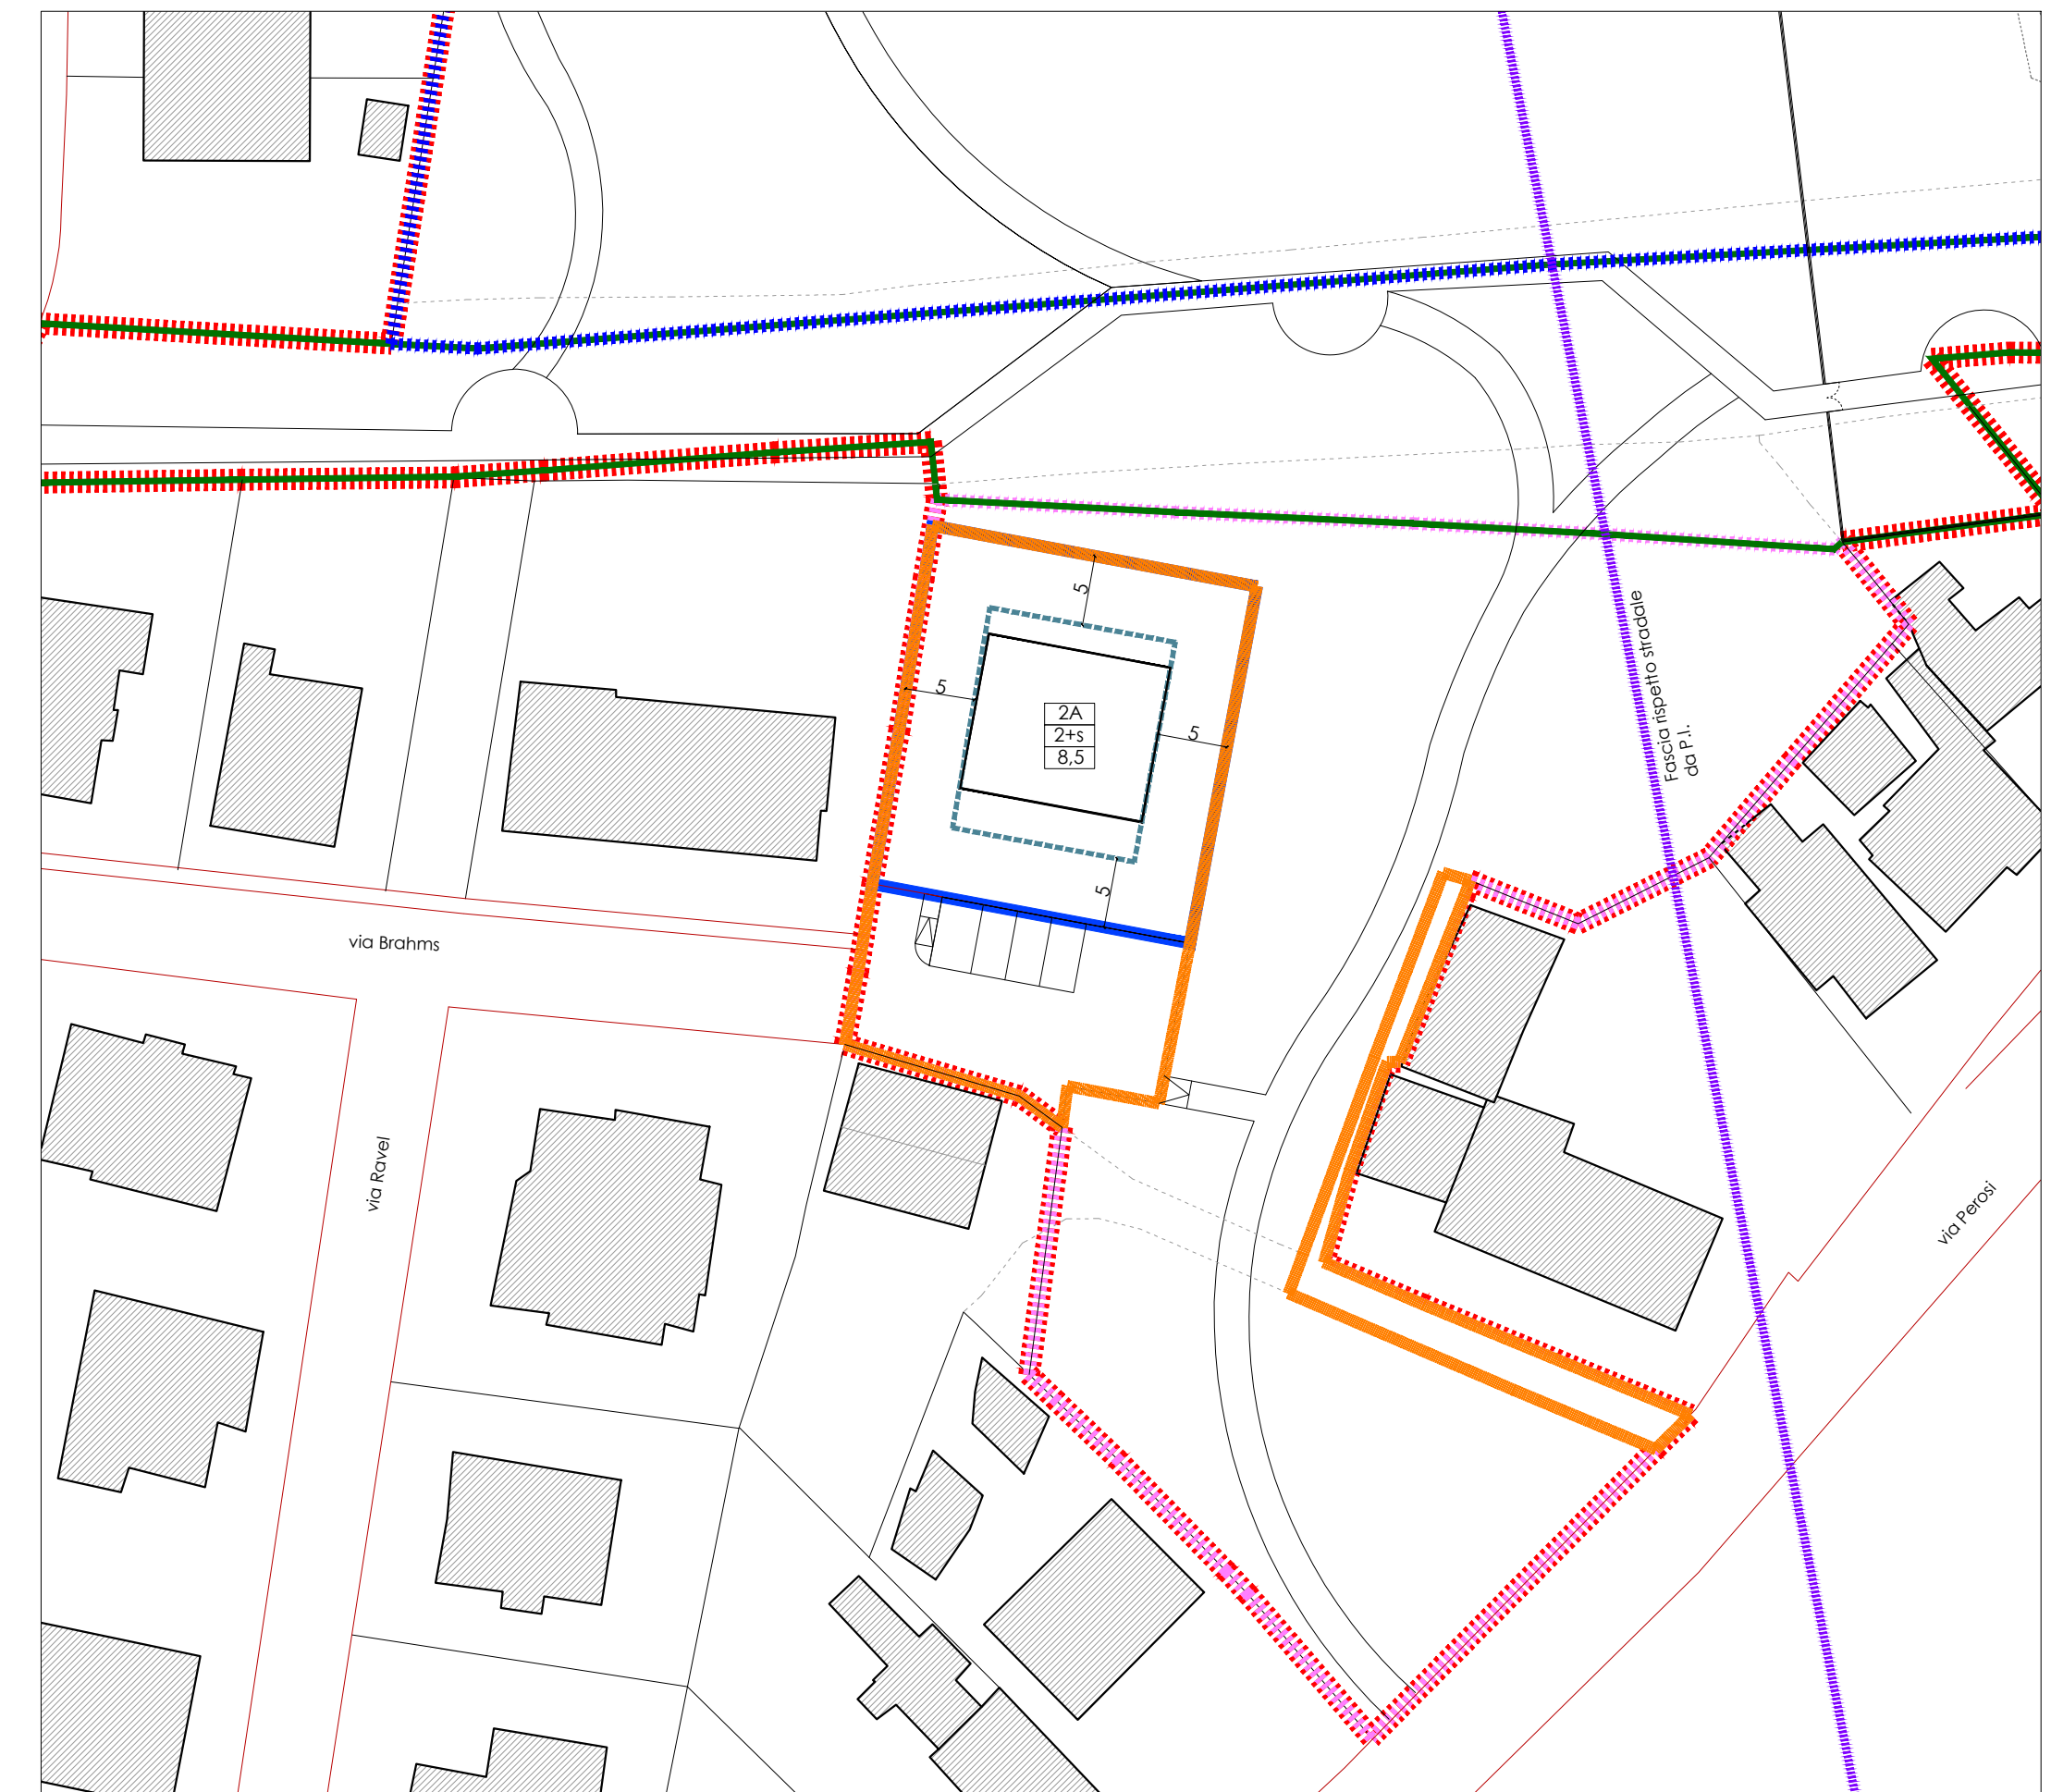 5
5
2A
2+s
8,5
5
5
Fascia rispetto stradale
da P.I.
via Brahms
via Ravel
via Perosi